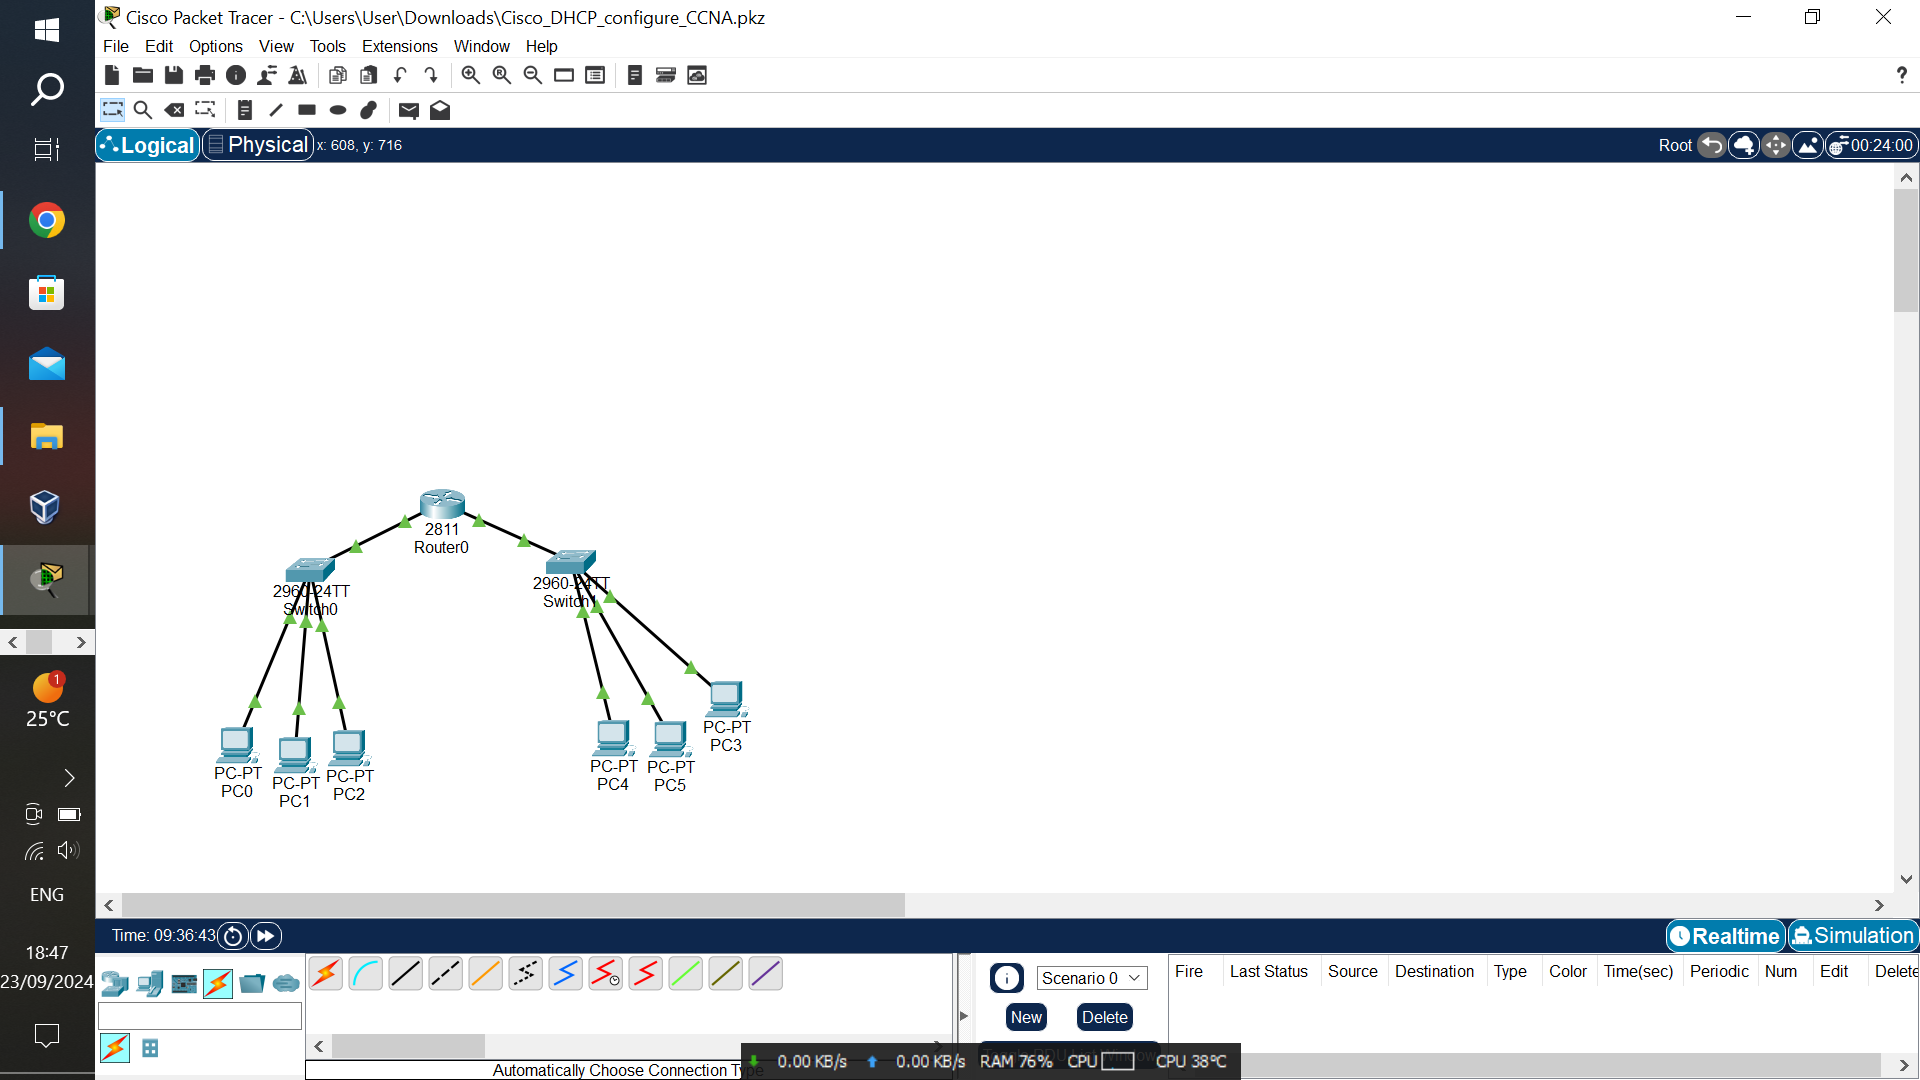 Cisco Packet Tracer - C:\Users\User\Downloads\Cisco_DHCP_configure_CCNA.pkz
File Edit Options View Tools Extensions Window Help
?
Logical Physical x: 608, y: 716 Root 00:24:00
2811
Router0
2960-24TT
Switch0
2960-24TT
Switch1
PC-PT
PC0
PC-PT
PC1
PC-PT
PC2
PC-PT
PC4
PC-PT
PC5
PC-PT
PC3
1
25°C
ENG
18:47
23/09/2024
Time: 09:36:43 Realtime Simulation
Scenario 0
New Delete
Fire Last Status Source Destination Type Color Time(sec) Periodic Num Edit Delete
Automatically Choose Connection Type
0.00 KB/s 0.00 KB/s RAM 76% CPU CPU 38°C